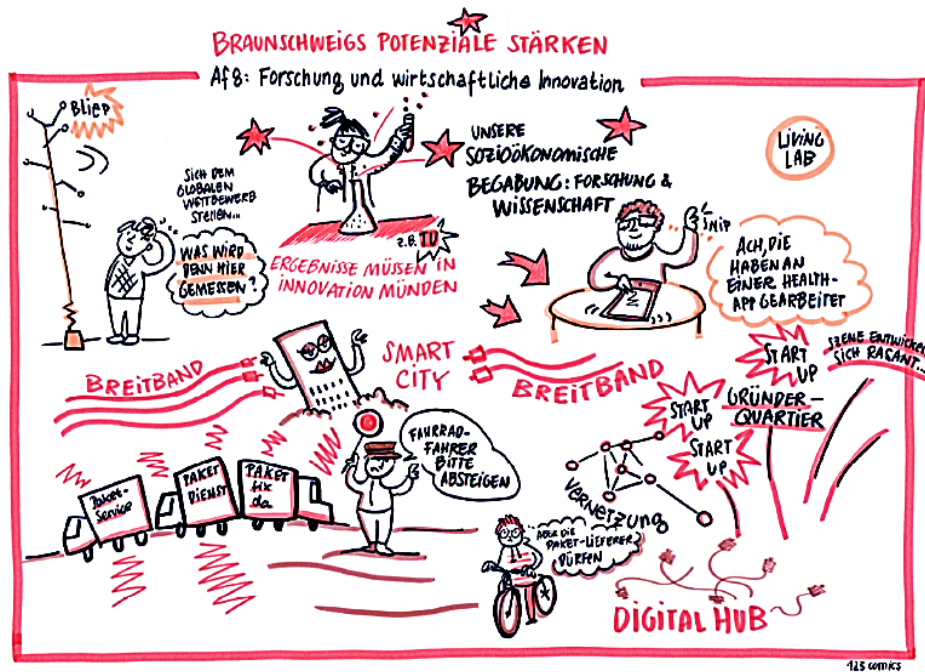 BRAUNSCHWEIGS POTENZIALE STÄRKEN
Af8: Forschung und wirtschaftliche Innovation
BLIEP
SICH DEM
GLOBALEN
WETTBEWERB
STELLEN...
WAS WIRD
DENN HIER
GEMESSEN?
z.B. TU
ERGEBNISSE MÜSSEN IN
INNOVATION MÜNDEN
UNSERE
SOZIOÖKONOMISCHE
BEGABUNG: FORSCHUNG &
WISSENSCHAFT
LIVING
LAB
SNIP
ACH, DIE
HABEN AN
EINER HEALTH-
APP GEARBEITET
BREITBAND
SMART
CITY
BREITBAND
START
UP
SZENE ENTWICKEL
SICH RASANT...
START
UP
GRÜNDER-
QUARTIER
START
UP
FAHRRAD-
FAHRER
BITTE
ABSTEIGEN
Paket-
Service
PAKET
DIENST
PAKET
fix
da
VERNETZUNG
ABER DIE
PAKET-LIEFERER
DÜRFEN
DIGITAL HUB
123 comics